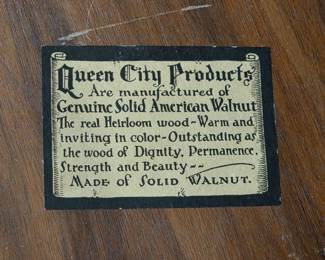 Queen City Products
Are manufactured of
Genuine Solid American Walnut
The real Heirloom wood-Warm and
inviting in color-Outstanding as
the wood of Dignity, Permanence,
Strength and Beauty--
MADE OF SOLID WALNUT.